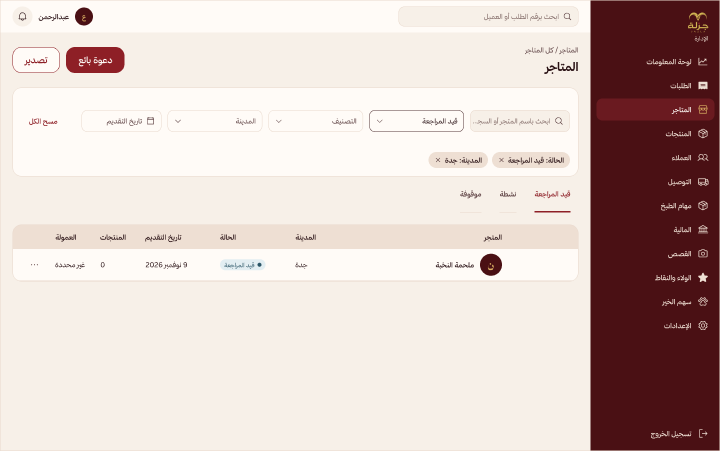 جزلة
الإدارة
لوحة المعلومات
الطلبات
المتاجر
المنتجات
العملاء
التوصيل
مهام الطبخ
المالية
القصص
الولاء والنقاط
سهم الخير
الإعدادات
تسجيل الخروج
ابحث برقم الطلب أو العميل
ع
عبدالرحمن
المتاجر / كل المتاجر
المتاجر
دعوة بائع
تصدير
ابحث باسم المتجر أو السجـ...
قيد المراجعة
التصنيف
المدينة
تاريخ التقديم
مسح الكل
الحالة: قيد المراجعة ×
المدينة: جدة ×
قيد المراجعة
نشطة
موقوفة
المتجر المدينة الحالة تاريخ التقديم المنتجات العمولة
ن ملحمة النخبة جدة قيد المراجعة 9 نوفمبر 2026 0 غير محددة ...